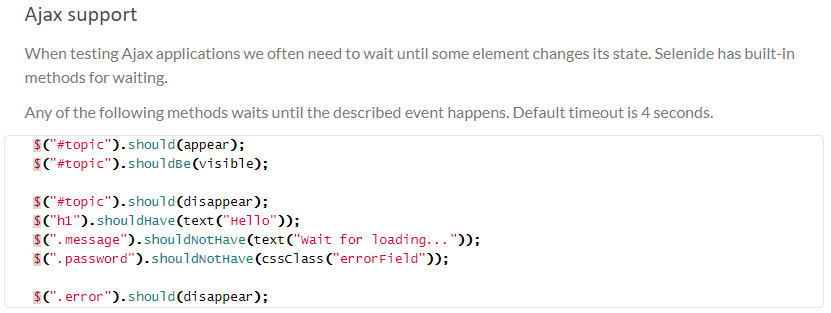 Ajax support
When testing Ajax applications we often need to wait until some element changes its state. Selenide has built-in
methods for waiting.
Any of the following methods waits until the described event happens. Default timeout is 4 seconds.
$("#topic").should(appear);
$("#topic").shouldBe(visible);
$("#topic").should(disappear);
$("h1").shouldHave(text("Hello"));
$(".message").shouldNotHave(text("Wait for loading..."));
$(".password").shouldNotHave(cssClass("errorField"));
$(".error").should(disappear);